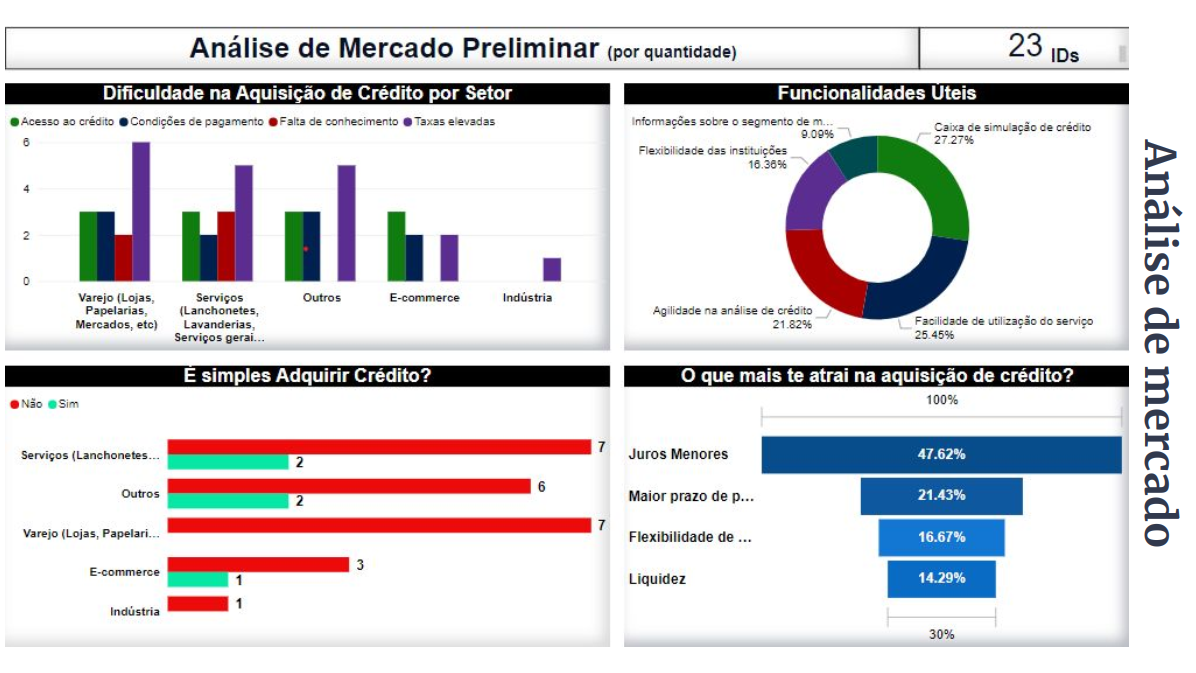 Análise de Mercado Preliminar (por quantidade)
23 IDs
Dificuldade na Aquisição de Crédito por Setor
Acesso ao crédito Condições de pagamento Falta de conhecimento Taxas elevadas
6
4
2
0
Varejo (Lojas,
Papelarias,
Mercados, etc)
Serviços
(Lanchonetes,
Lavanderias,
Serviços gerai...
Outros
E-commerce
Indústria
Funcionalidades Úteis
Informações sobre o segmento de m...
9.09%
Flexibilidade das instituições
16.36%
Caixa de simulação de crédito
27.27%
Agilidade na análise de crédito
21.82%
Facilidade de utilização do serviço
25.45%
É simples Adquirir Crédito?
Não Sim
Serviços (Lanchonetes...
7
2
Outros
6
2
Varejo (Lojas, Papelari...
7
E-commerce
3
1
Indústria
1
O que mais te atrai na aquisição de crédito?
100%
Juros Menores
47.62%
Maior prazo de p...
21.43%
Flexibilidade de ...
16.67%
Liquidez
14.29%
30%
Análise de mercado